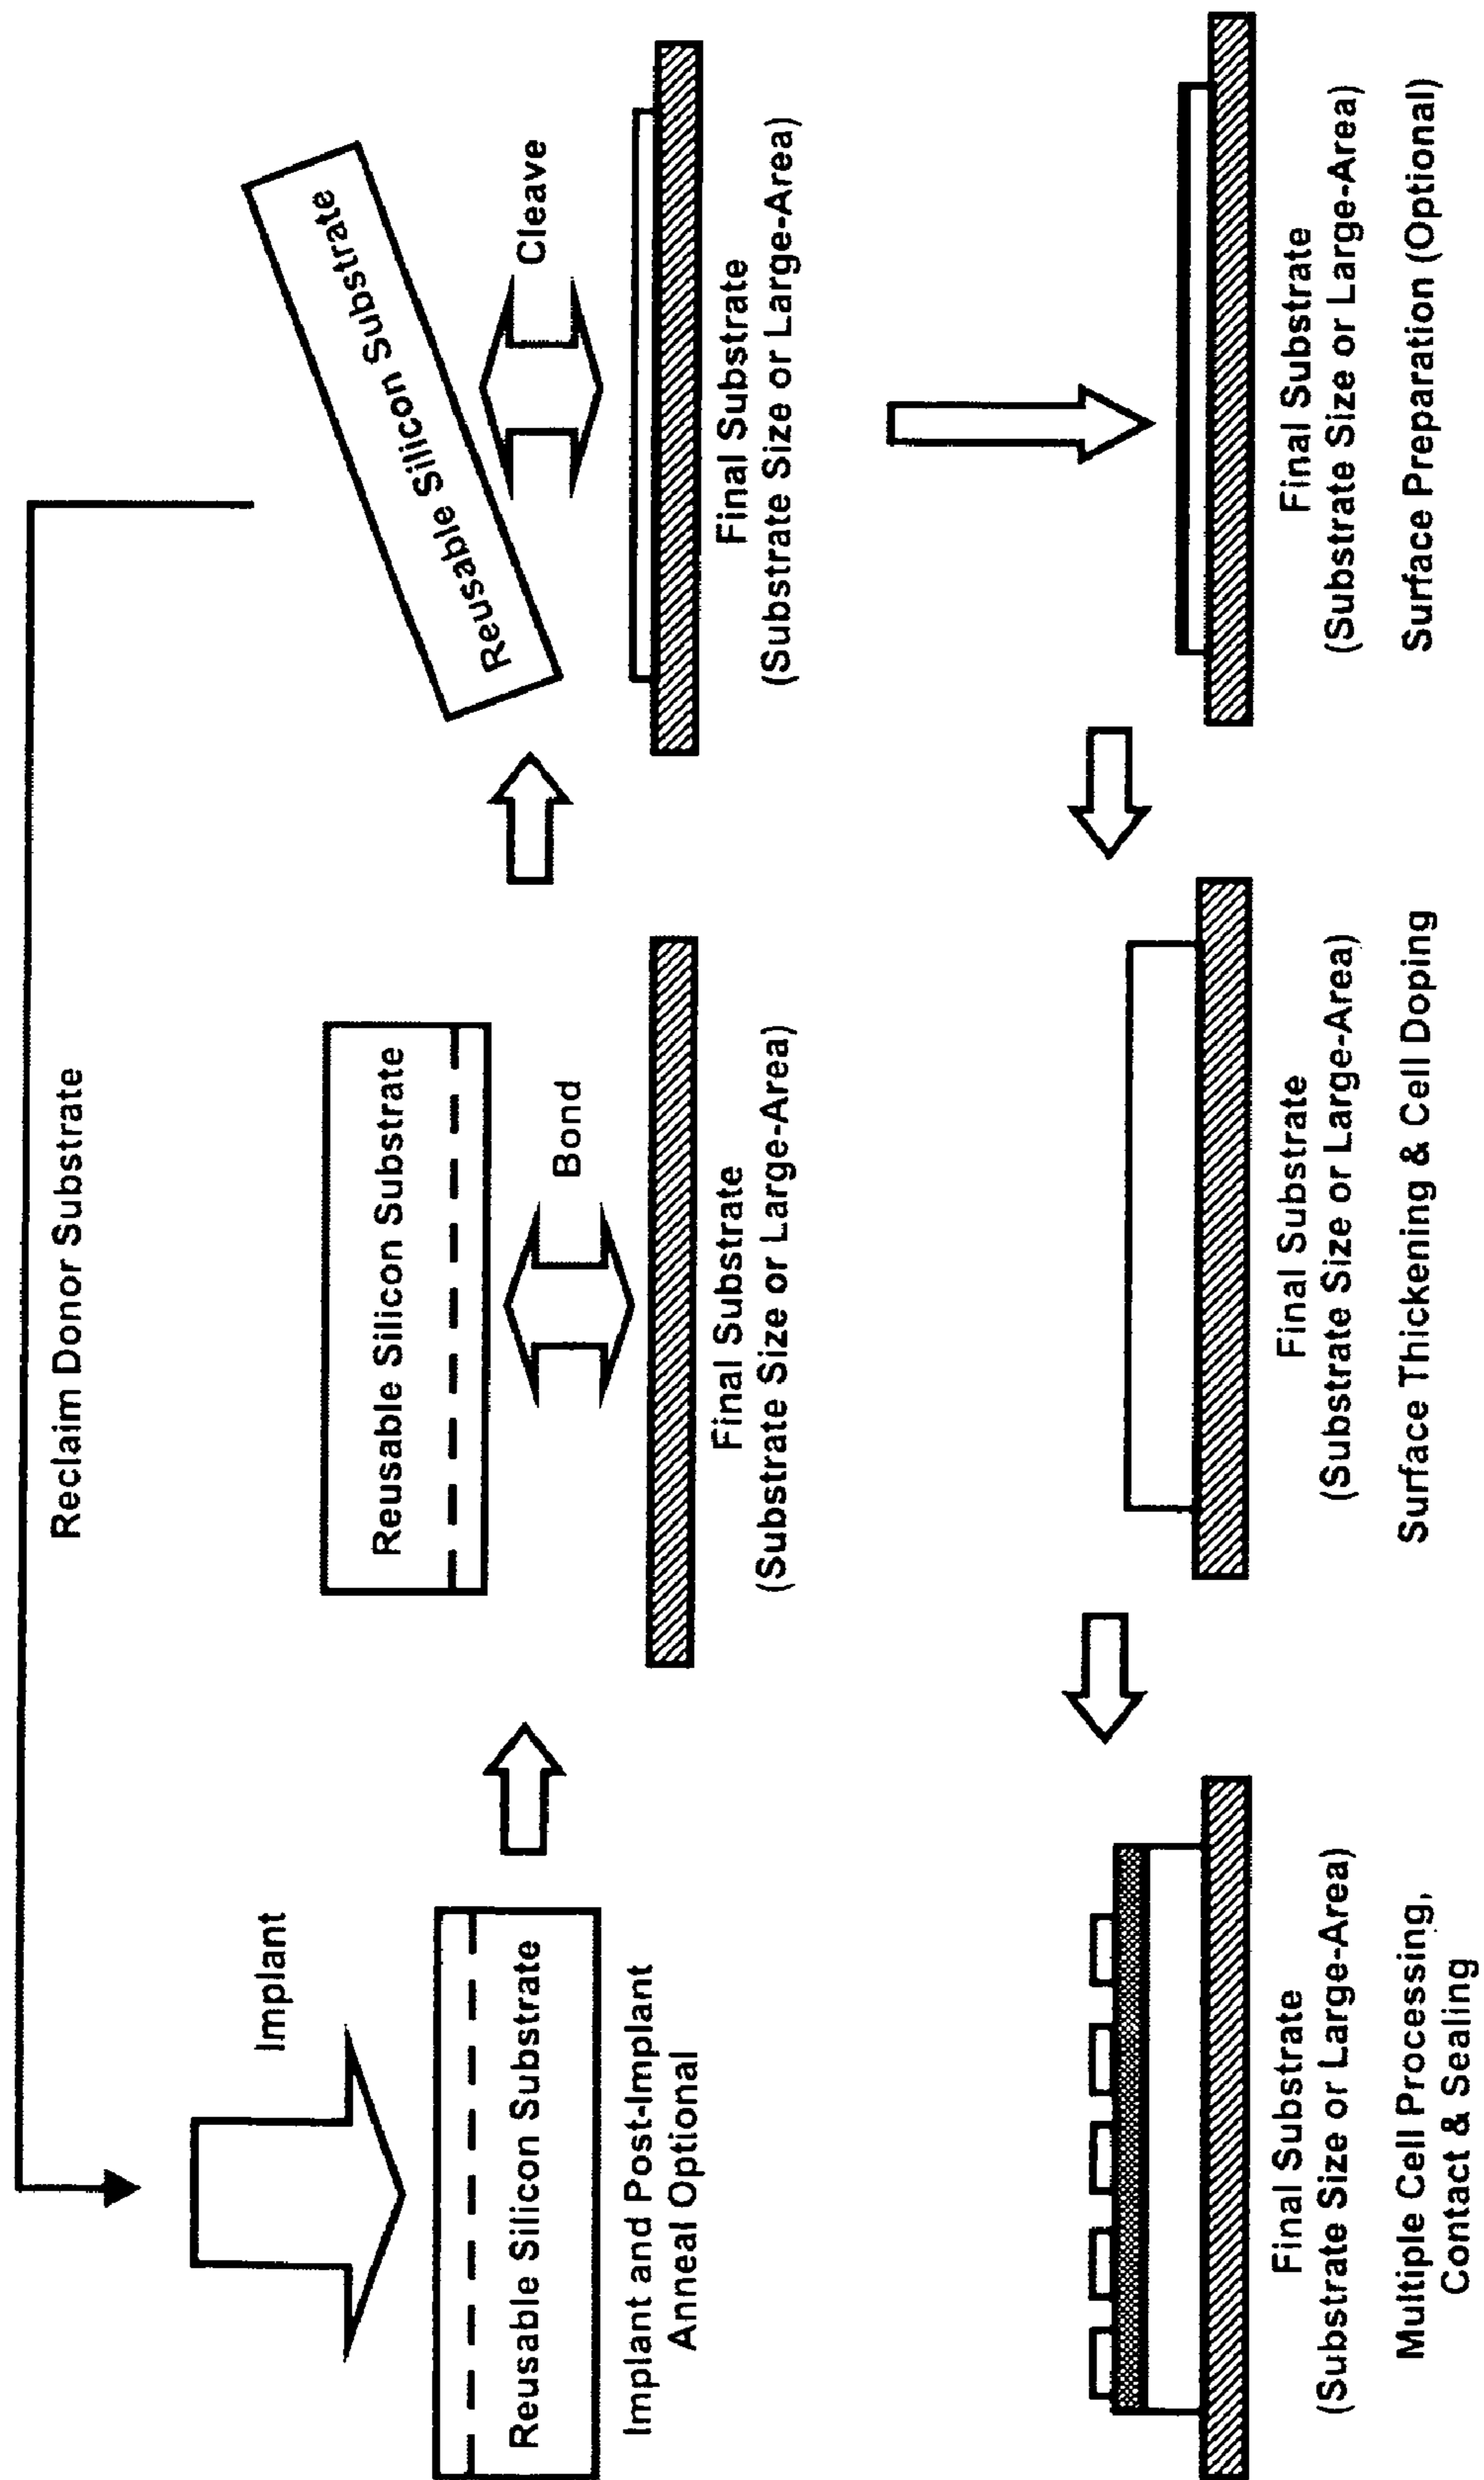 Reclaim Donor Substrate
Implant
Reusable Silicon Substrate
Implant and Post-Implant
Anneal Optional
Reusable Silicon Substrate
Bond
Final Substrate
(Substrate Size or Large-Area)
Reusable Silicon Substrate
Cleave
Final Substrate
(Substrate Size or Large-Area)
Final Substrate
(Substrate Size or Large-Area)
Surface Preparation (Optional)
Final Substrate
(Substrate Size or Large-Area)
Surface Thickening & Cell Doping
Final Substrate
(Substrate Size or Large-Area)
Multiple Cell Processing,
Contact & Sealing